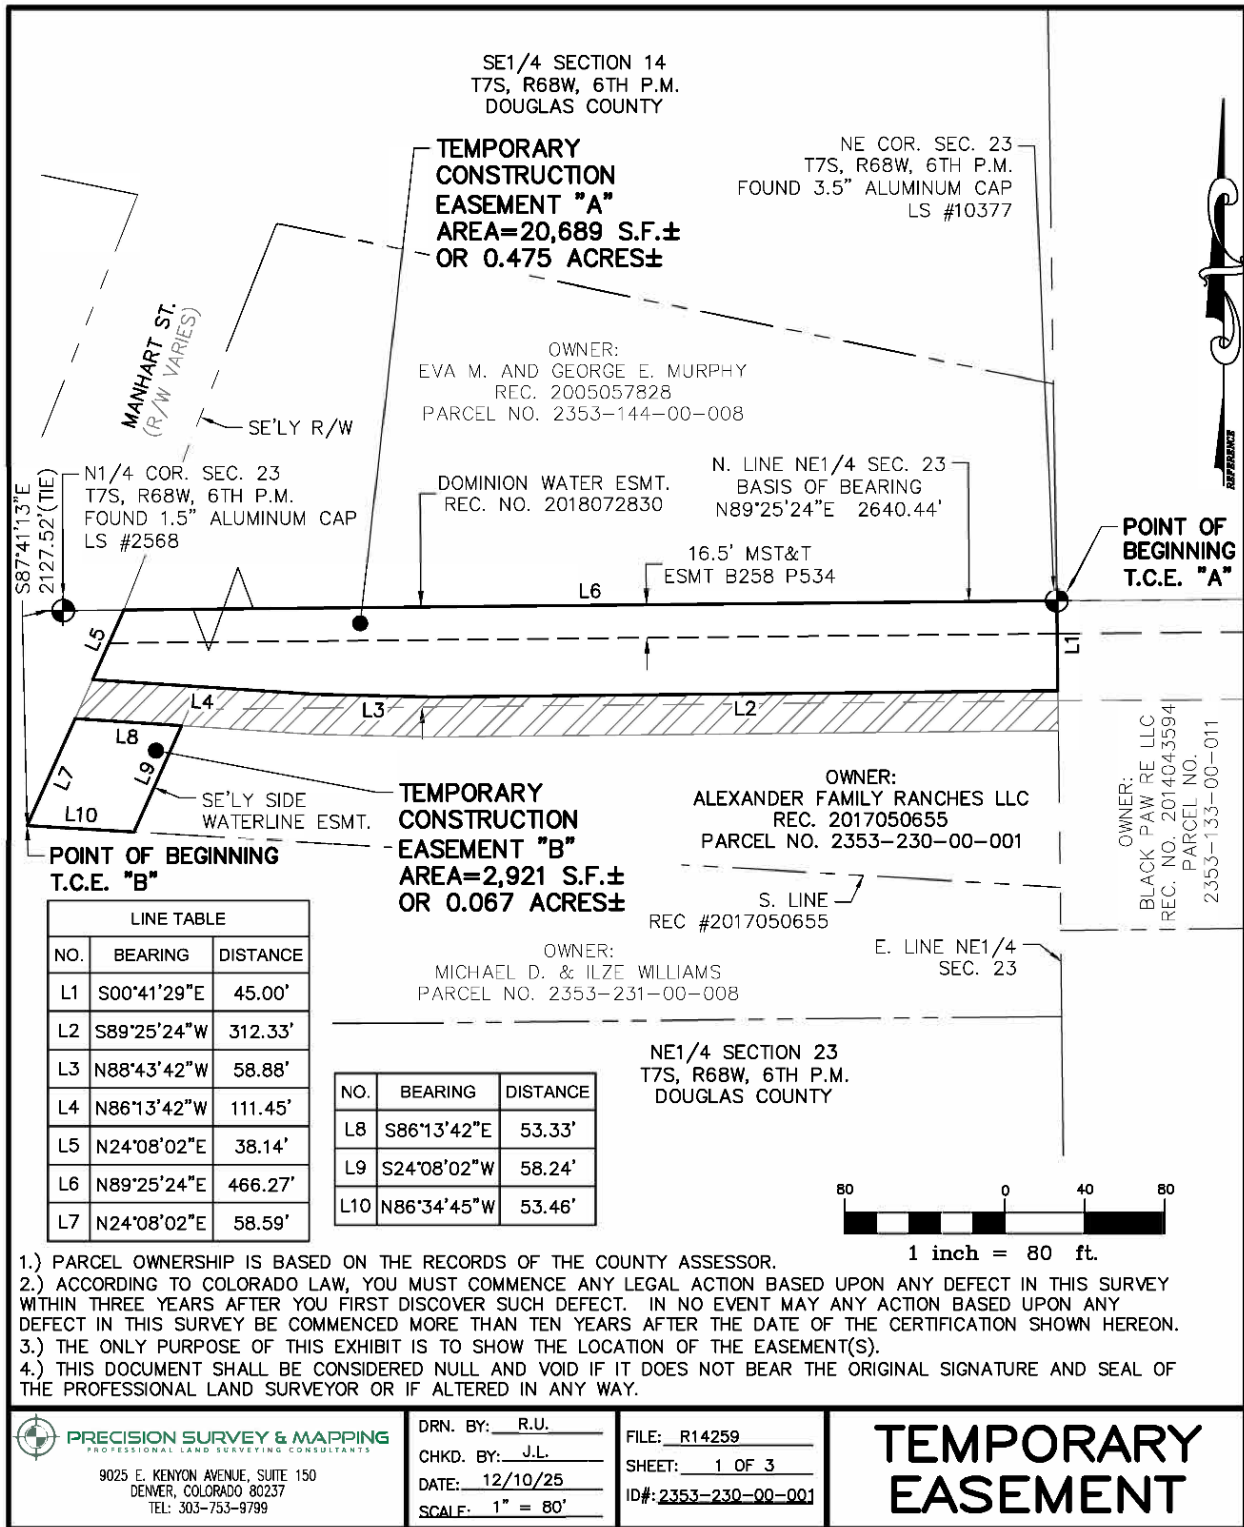 SE1/4 SECTION 14
T7S, R68W, 6TH P.M.
DOUGLAS COUNTY
TEMPORARY
CONSTRUCTION
EASEMENT "A"
AREA=20,689 S.F.±
OR 0.475 ACRES±
NE COR. SEC. 23
T7S, R68W, 6TH P.M.
FOUND 3.5" ALUMINUM CAP
LS #10377
REFERENCE
MANHART ST.
(R/W VARIES)
SE'LY R/W
OWNER:
EVA M. AND GEORGE E. MURPHY
REC. 2005057828
PARCEL NO. 2353-144-00-008
S87°41'13"E
2127.52'(TIE)
N1/4 COR. SEC. 23
T7S, R68W, 6TH P.M.
FOUND 1.5" ALUMINUM CAP
LS #2568
DOMINION WATER ESMT.
REC. NO. 2018072830
N. LINE NE1/4 SEC. 23
BASIS OF BEARING
N89°25'24"E 2640.44'
16.5' MST&T
ESMT B258 P534
POINT OF
BEGINNING
T.C.E. "A"
L6
L5
L1
L4
L3
L2
L8
L7
L9
L10
SE'LY SIDE
WATERLINE ESMT.
POINT OF BEGINNING
T.C.E. "B"
TEMPORARY
CONSTRUCTION
EASEMENT "B"
AREA=2,921 S.F.±
OR 0.067 ACRES±
OWNER:
ALEXANDER FAMILY RANCHES LLC
REC. 2017050655
PARCEL NO. 2353-230-00-001
OWNER:
BLACK PAW RE LLC
REC. NO. 2014043594
PARCEL NO.
2353-133-00-011
S. LINE
REC #2017050655
E. LINE NE1/4
SEC. 23
OWNER:
MICHAEL D. & ILZE WILLIAMS
PARCEL NO. 2353-231-00-008
NE1/4 SECTION 23
T7S, R68W, 6TH P.M.
DOUGLAS COUNTY
LINE TABLE
NO. BEARING DISTANCE
L1 S00°41'29"E 45.00'
L2 S89°25'24"W 312.33'
L3 N88°43'42"W 58.88'
L4 N86°13'42"W 111.45'
L5 N24°08'02"E 38.14'
L6 N89°25'24"E 466.27'
L7 N24°08'02"E 58.59'
NO. BEARING DISTANCE
L8 S86°13'42"E 53.33'
L9 S24°08'02"W 58.24'
L10 N86°34'45"W 53.46'
80 0 40 80
1 inch = 80 ft.
1.) PARCEL OWNERSHIP IS BASED ON THE RECORDS OF THE COUNTY ASSESSOR.
2.) ACCORDING TO COLORADO LAW, YOU MUST COMMENCE ANY LEGAL ACTION BASED UPON ANY DEFECT IN THIS SURVEY
WITHIN THREE YEARS AFTER YOU FIRST DISCOVER SUCH DEFECT. IN NO EVENT MAY ANY ACTION BASED UPON ANY
DEFECT IN THIS SURVEY BE COMMENCED MORE THAN TEN YEARS AFTER THE DATE OF THE CERTIFICATION SHOWN HEREON.
3.) THE ONLY PURPOSE OF THIS EXHIBIT IS TO SHOW THE LOCATION OF THE EASEMENT(S).
4.) THIS DOCUMENT SHALL BE CONSIDERED NULL AND VOID IF IT DOES NOT BEAR THE ORIGINAL SIGNATURE AND SEAL OF
THE PROFESSIONAL LAND SURVEYOR OR IF ALTERED IN ANY WAY.
PRECISION SURVEY & MAPPING
PROFESSIONAL LAND SURVEYING CONSULTANTS
9025 E. KENYON AVENUE, SUITE 150
DENVER, COLORADO 80237
TEL: 303-753-9799
DRN. BY: R.U.
CHKD. BY: J.L.
DATE: 12/10/25
SCALE: 1" = 80'
FILE: R14259
SHEET: 1 OF 3
ID#: 2353-230-00-001
TEMPORARY
EASEMENT